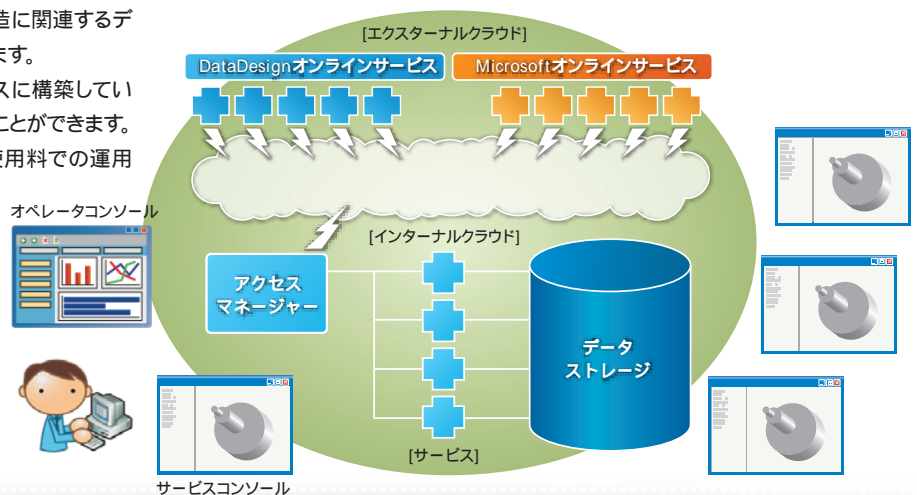 造に関連するデ
ます。
スに構築してい
ことができます。
使用料での運用
[エクスターナルクラウド]
DataDesignオンラインサービス
Microsoftオンラインサービス
オペレータコンソール
[インターナルクラウド]
アクセス
マネージャー
データ
ストレージ
[サービス]
サービスコンソール